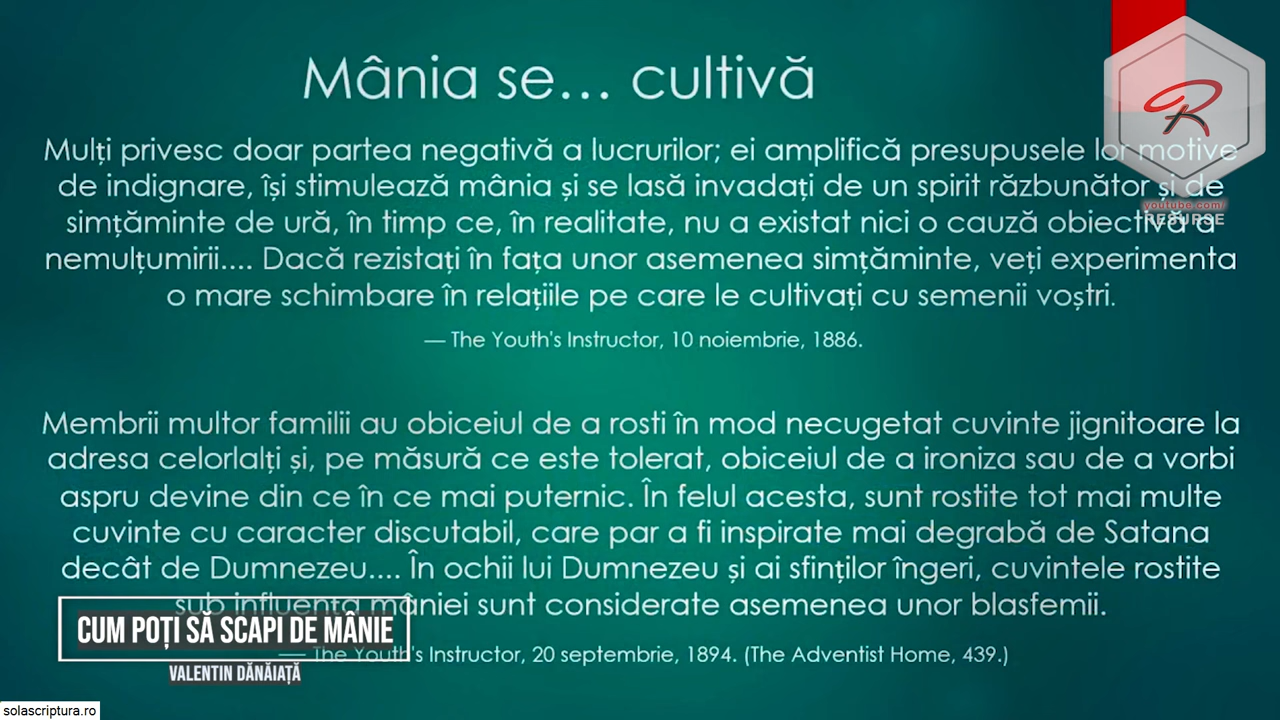 Mânia se... cultivă
Mulți privesc doar partea negativă a lucrurilor; ei amplifică presupusele lor motive
de indignare, își stimulează mânia și se lasă invadați de un spirit răzbunător și de
simțăminte de ură, în timp ce, în realitate, nu a existat nici o cauză obiectivă a
nemulțumirii.... Dacă rezistați în fața unor asemenea simțăminte, veți experimenta
o mare schimbare în relațiile pe care le cultivați cu semenii voștri.
— The Youth's Instructor, 10 noiembrie, 1886.
Membrii multor familii au obiceiul de a rosti în mod necugetat cuvinte jignitoare la
adresa celorlalți și, pe măsură ce este tolerat, obiceiul de a ironiza sau de a vorbi
aspru devine din ce în ce mai puternic. În felul acesta, sunt rostite tot mai multe
cuvinte cu caracter discutabil, care par a fi inspirate mai degrabă de Satana
decât de Dumnezeu.... În ochii lui Dumnezeu și ai sfinților îngeri, cuvintele rostite
sub influența mâniei sunt considerate asemenea unor blasfemii.
— The Youth's Instructor, 20 septembrie, 1894. (The Adventist Home, 439.)
R
youtube.com/
RESURSE
CUM POȚI SĂ SCAPI DE MÂNIE
VALENTIN DĂNĂIAȚĂ
solascriptura.ro